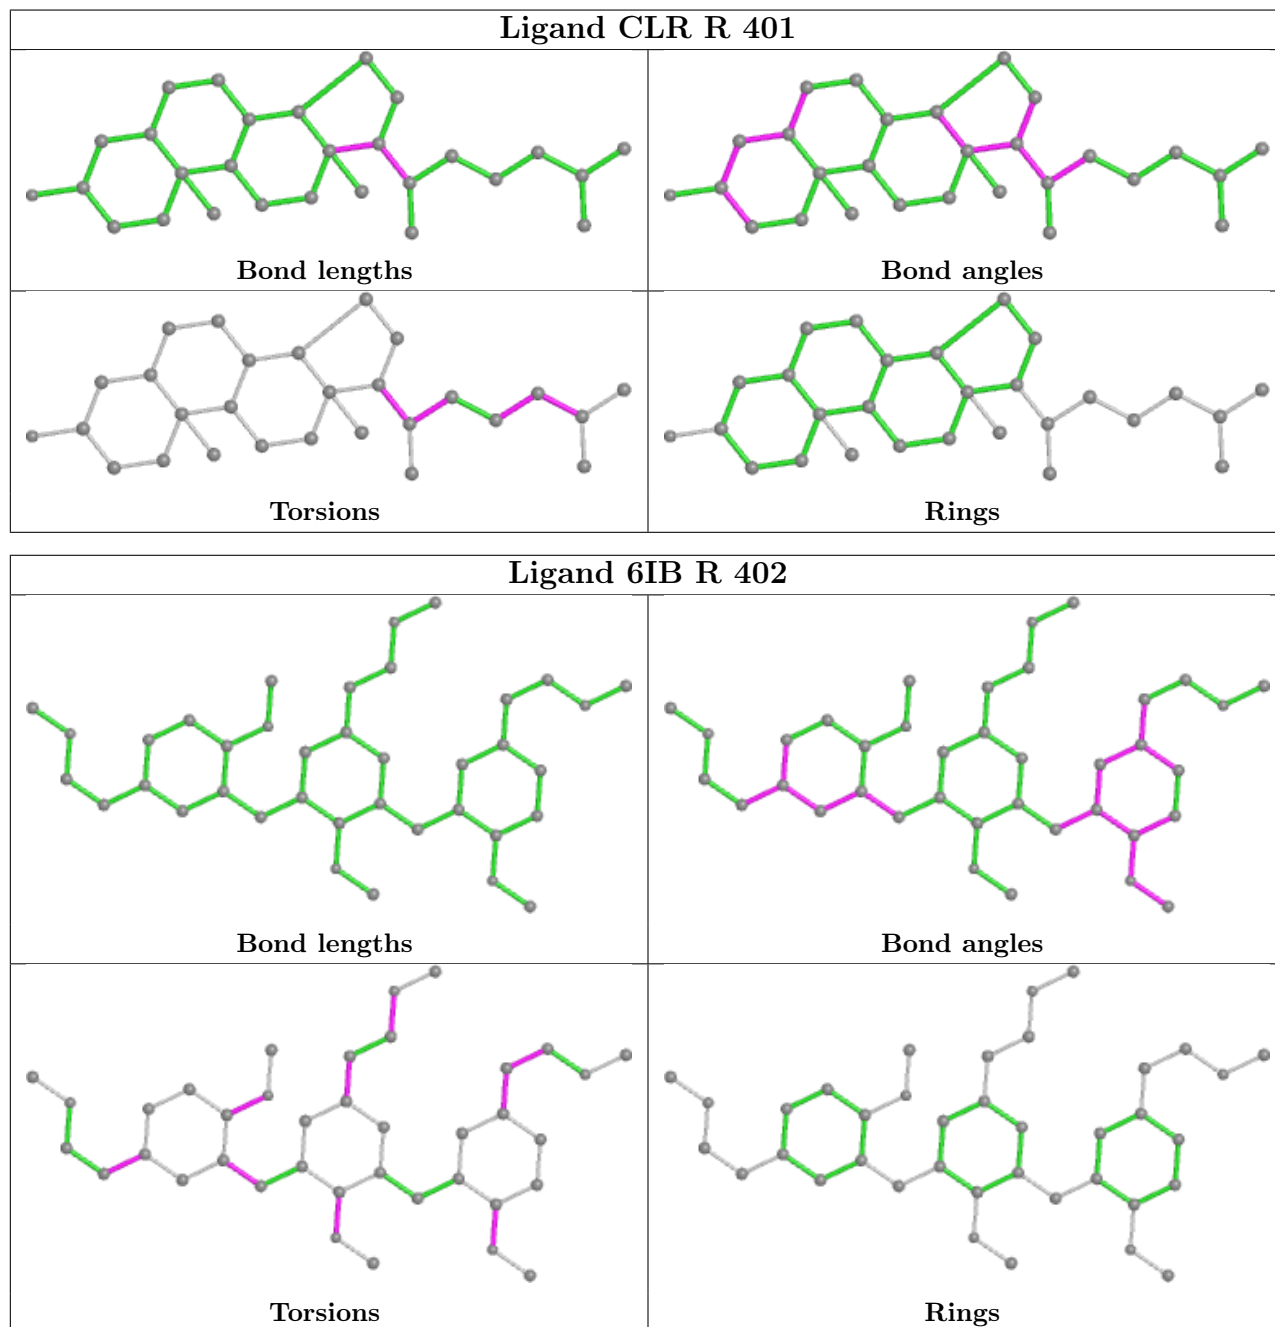 Ligand CLR R 401
Bond lengths
Bond angles
Torsions
Rings
Ligand 6IB R 402
Bond lengths
Bond angles
Torsions
Rings